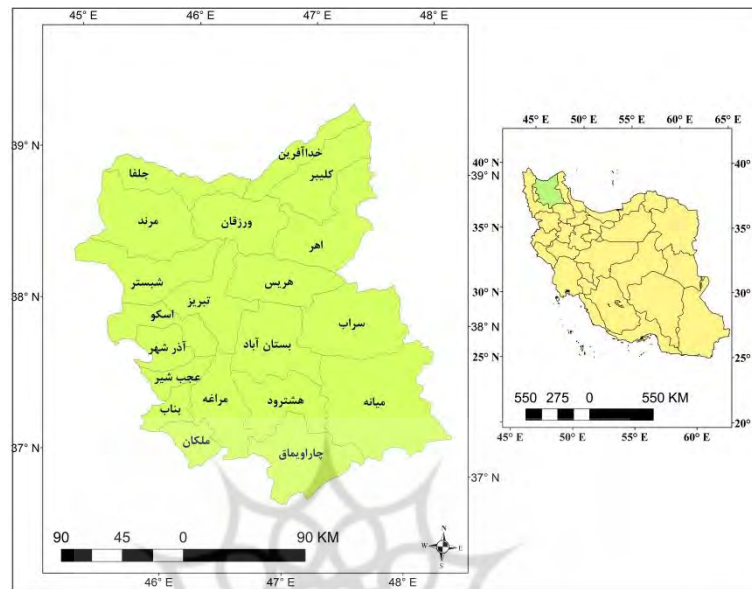 45° E 46° E 47° E 48° E
39° N
38° N
37° N
خداآفرین
کلیبر
جلفا
مرند
ورزقان
اهر
هریس
شبستر
تبریز
اسکو
سراب
بستان آباد
آذر شهر
عجب شیر
میانه
هشترود
مراغه
بناب
ملکان
چاراویماق
90 45 0 90 KM
N
W E
S
46° E 47° E 48° E
45° E 50° E 55° E 60° E 65° E
40° N
39° N
35° N
30° N
38° N
25° N
37° N
40° N
35° N
30° N
25° N
20° N
550 275 0 550 KM
45° E 50° E 55° E 60° E